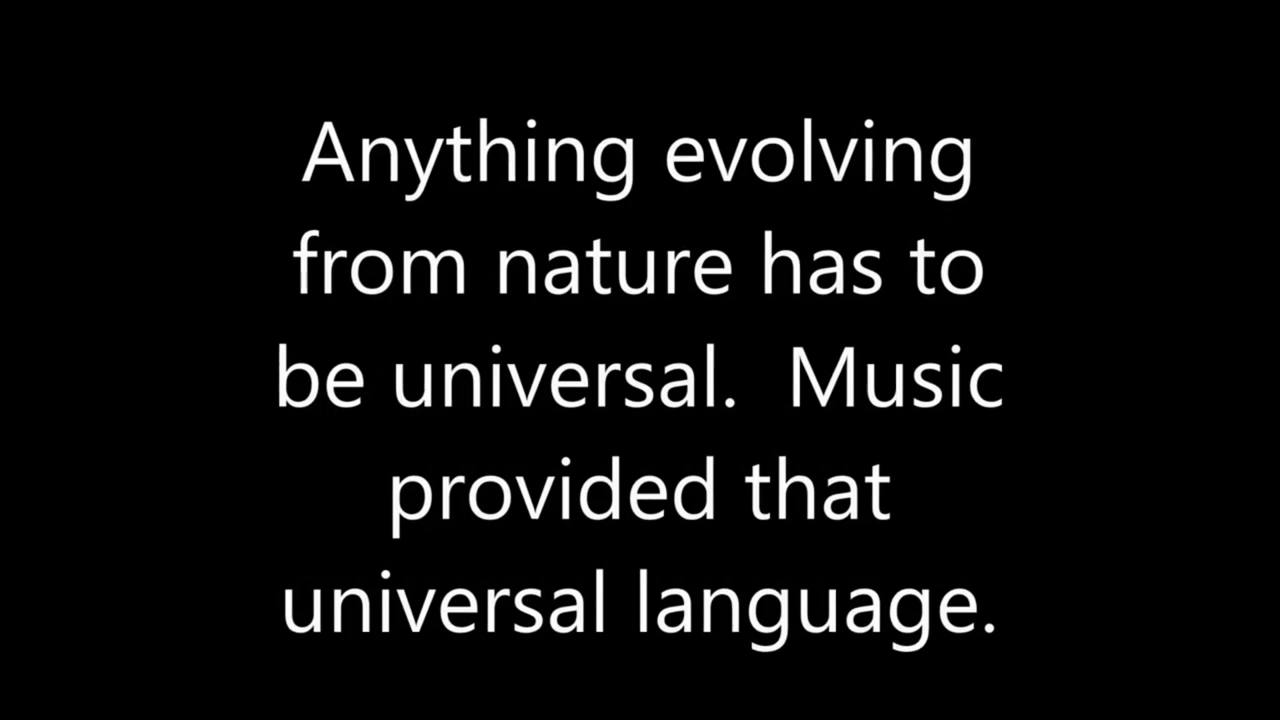 Anything evolving
from nature has to
be universal.  Music
provided that
universal language.